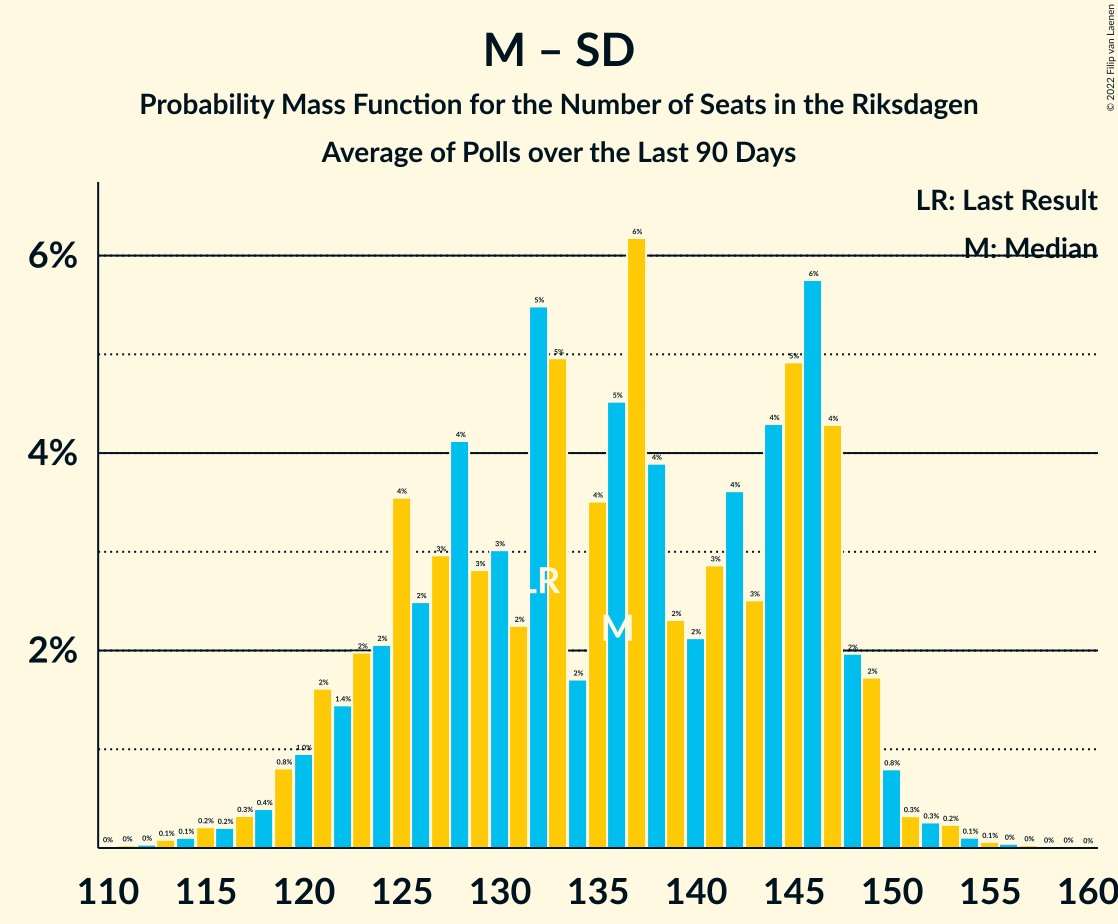 M – SD
Probability Mass Function for the Number of Seats in the Riksdagen
Average of Polls over the Last 90 Days
© 2022 Filip van Laenen
LR: Last Result
M: Median
6%
4%
2%
0% 0% 0% 0.1% 0.1% 0.2% 0.2% 0.3% 0.4% 0.8% 1.0% 2% 1.4% 2% 2% 4% 2% 3% 4% 3% 3% 2% 5% 5% 2% 4% 5% 6% 4% 2% 2% 3% 4% 3% 4% 5% 6% 4% 2% 2% 0.8% 0.3% 0.3% 0.2% 0.1% 0.1% 0% 0% 0% 0%
LR
M
110 115 120 125 130 135 140 145 150 155 160